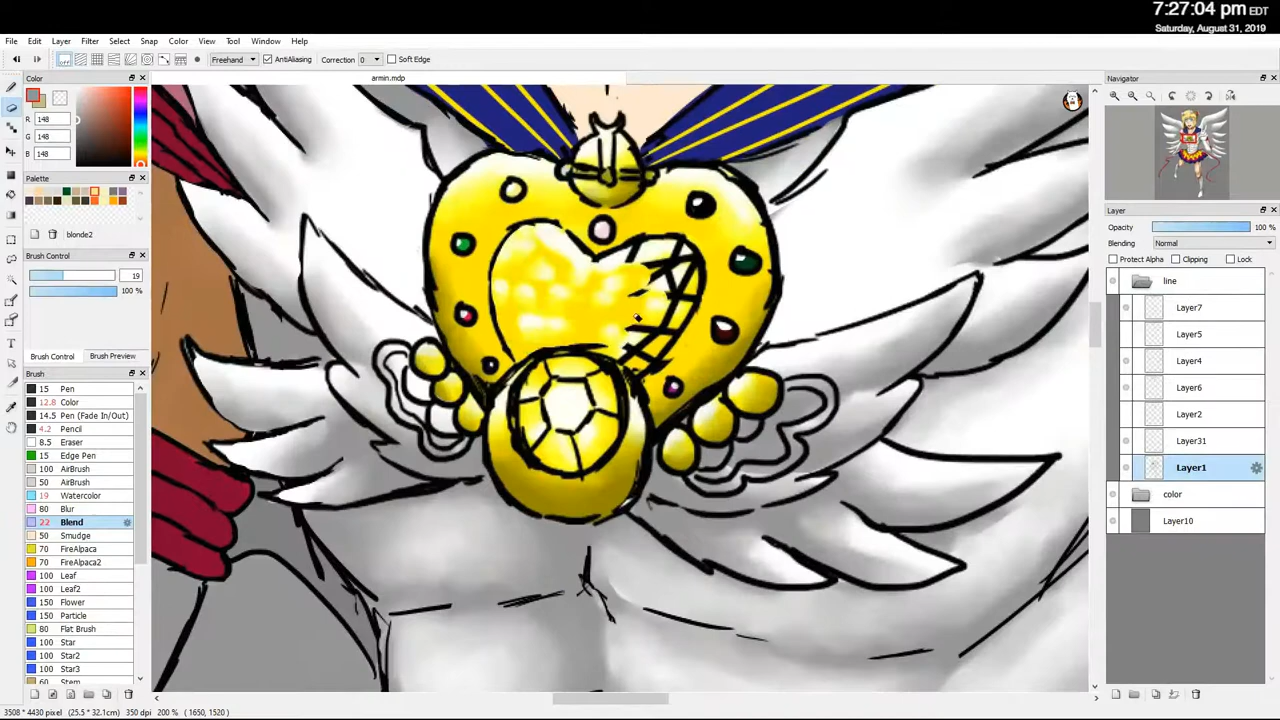 7:27:04 pm EDT
Saturday, August 31, 2019
File Edit Layer Filter Select Snap Color View Tool Window Help
Freehand AntiAliasing Correction 0 Soft Edge
Color
armin.mdp
Navigator
R 148
G 148
B 148
Palette
blonde2
Brush Control
19
100 %
Brush Control Brush Preview
Brush
15 Pen
12.8 Color
14.5 Pen (Fade In/Out)
4.2 Pencil
8.5 Eraser
15 Edge Pen
100 AirBrush
50 AirBrush
19 Watercolor
80 Blur
22 Blend
50 Smudge
70 FireAlpaca
70 FireAlpaca2
100 Leaf
100 Leaf2
150 Flower
150 Particle
80 Flat Brush
100 Star
100 Star2
100 Star3
60 Stem
Layer
Opacity 100 %
Blending Normal
Protect Alpha Clipping Lock
line
Layer7
Layer5
Layer4
Layer6
Layer2
Layer31
Layer1
color
Layer10
3508 * 4430 pixel (25.5 * 32.1cm) 350 dpi 200 % ( 1650, 1520 )